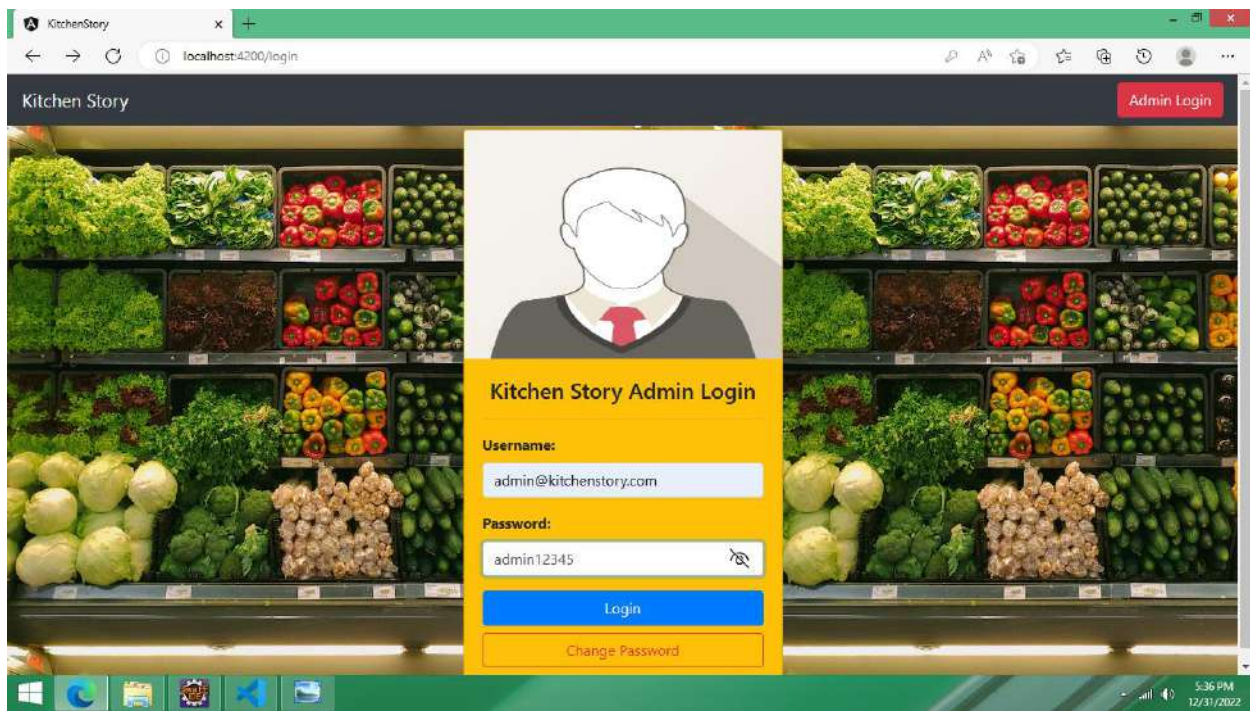 KitchenStory
localhost:4200/login
Kitchen Story
Admin Login
Kitchen Story Admin Login
Username:
admin@kitchenstory.com
Password:
admin12345
Login
Change Password
5:36 PM
12/31/2022